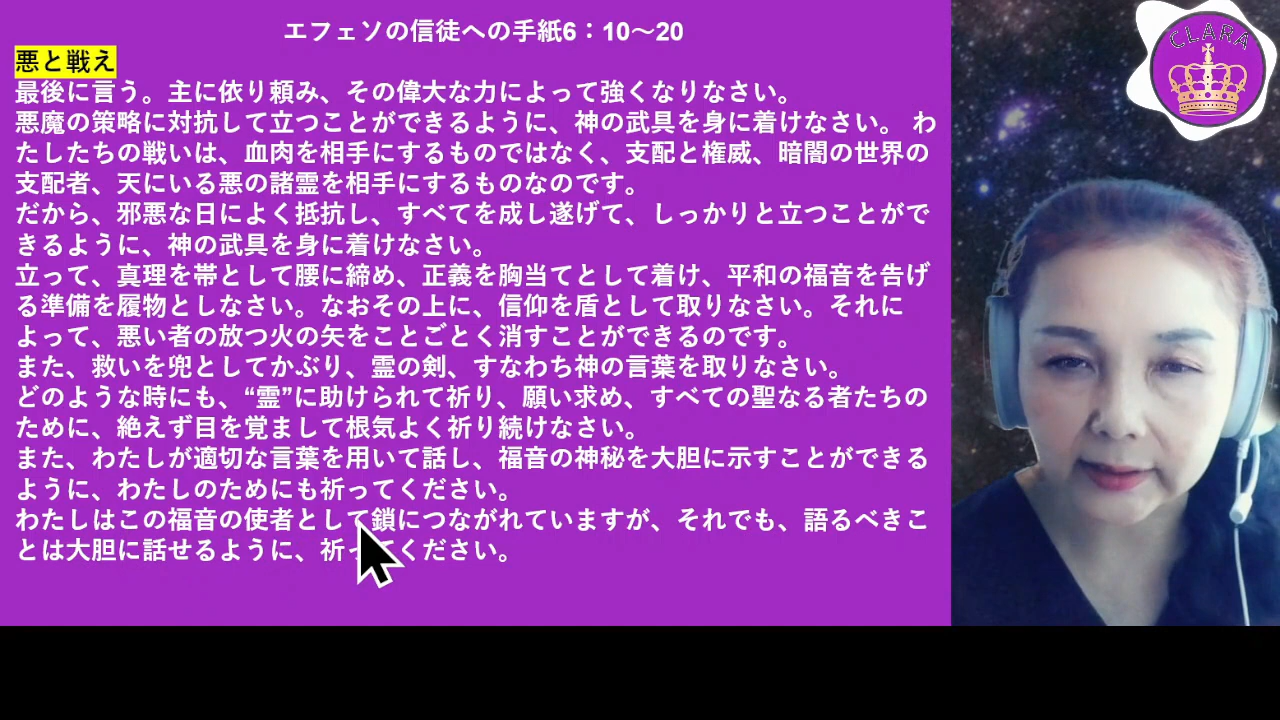 エフェソの信徒への手紙6：10～20
悪と戦え
最後に言う。主に依り頼み、その偉大な力によって強くなりなさい。
悪魔の策略に対抗して立つことができるように、神の武具を身に着けなさい。 わ
たしたちの戦いは、血肉を相手にするものではなく、支配と権威、暗闇の世界の
支配者、天にいる悪の諸霊を相手にするものなのです。
だから、邪悪な日によく抵抗し、すべてを成し遂げて、しっかりと立つことがで
きるように、神の武具を身に着けなさい。
立って、真理を帯として腰に締め、正義を胸当てとして着け、平和の福音を告げ
る準備を履物としなさい。なおその上に、信仰を盾として取りなさい。それに
よって、悪い者の放つ火の矢をことごとく消すことができるのです。
また、救いを兜としてかぶり、霊の剣、すなわち神の言葉を取りなさい。
どのような時にも、“霊”に助けられて祈り、願い求め、すべての聖なる者たちの
ために、絶えず目を覚まして根気よく祈り続けなさい。
また、わたしが適切な言葉を用いて話し、福音の神秘を大胆に示すことができる
ように、わたしのためにも祈ってください。
わたしはこの福音の使者として鎖につながれていますが、それでも、語るべきこ
とは大胆に話せるように、祈ってください。
CLARA